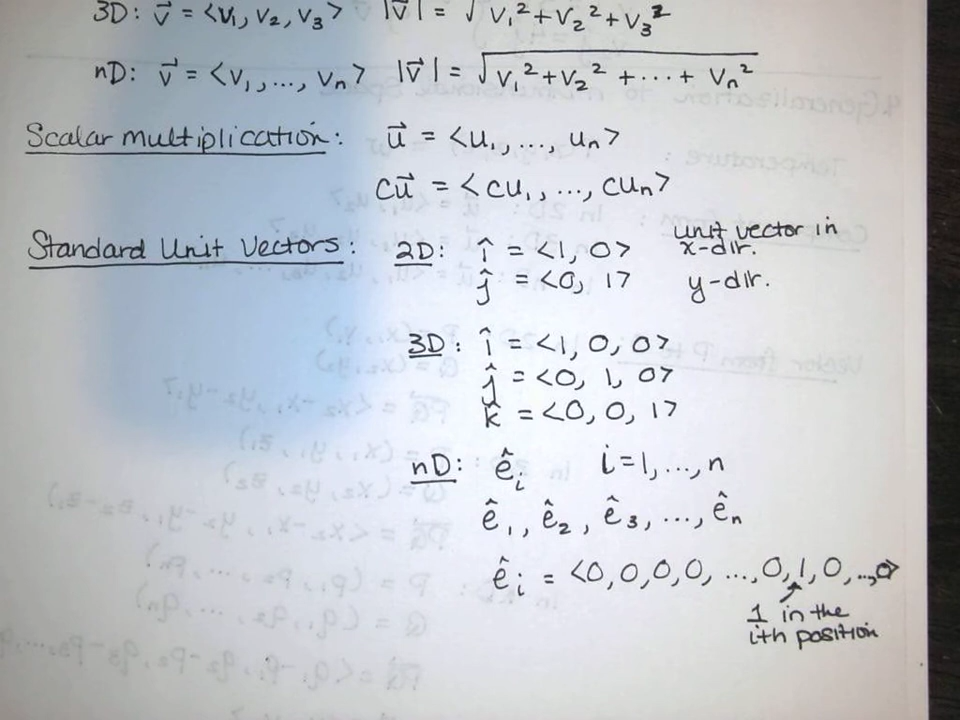 3D: v⃗ = <v₁, v₂, v₃> |v⃗| = √(v₁² + v₂² + v₃²)
nD: v⃗ = <v₁, ..., vₙ> |v⃗| = √(v₁² + v₂² + ... + vₙ²)
Scalar multiplication: u⃗ = <u₁, ..., uₙ>
cu⃗ = <cu₁, ..., cuₙ>
Standard Unit Vectors: 2D: î = <1, 0> unit vector in x-dir.
ĵ = <0, 1> y-dir.
3D: î = <1, 0, 0>
ĵ = <0, 1, 0>
k̂ = <0, 0, 1>
nD: êᵢ i = 1, ..., n
ê₁, ê₂, ê₃, ..., êₙ
êᵢ = <0, 0, 0, 0, ..., 0, 1, 0, ..., 0>
1 in the
ith position